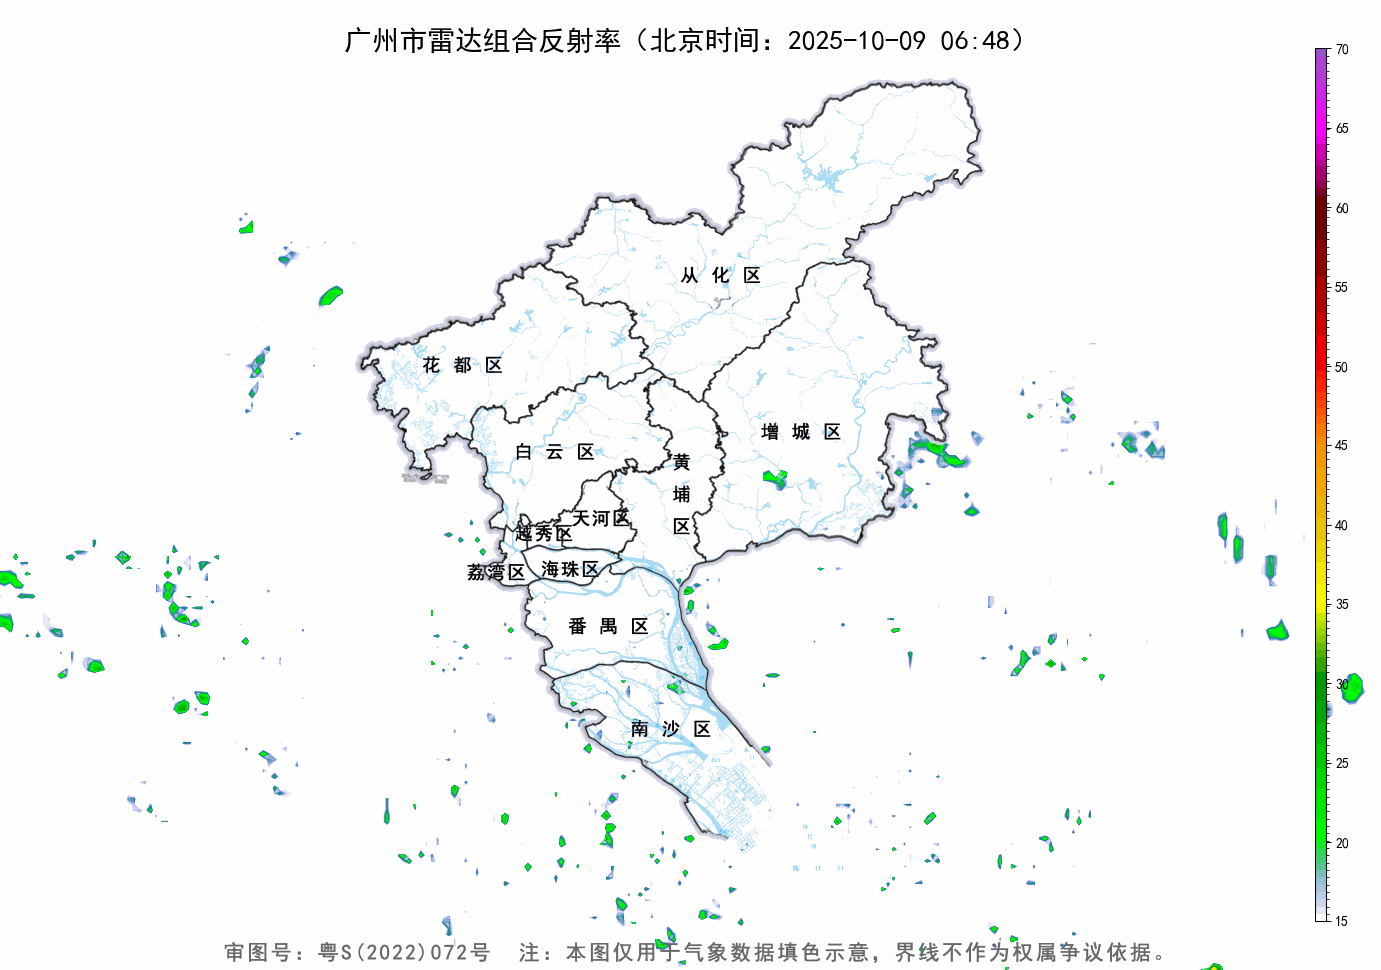 广州市雷达组合反射率（北京时间：2025-10-09 06:48）
70
65
60
55
50
45
40
35
30
25
20
15
从化区
花都区
增城区
白云区
黄埔区
天河区
越秀区
海珠区
荔湾区
番禺区
南沙区
审图号：粤S(2022)072号 注：本图仅用于气象数据填色示意，界线不作为权属争议依据。